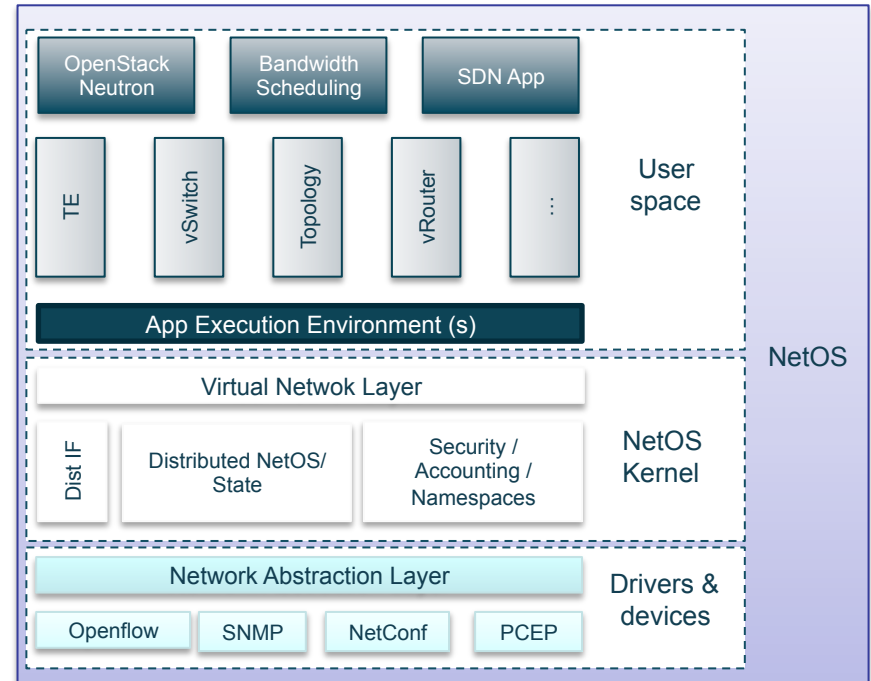 OpenStack
Neutron
Bandwidth
Scheduling
SDN App
TE
vSwitch
Topology
vRouter
...
User
space
App Execution Environment (s)
NetOS
Virtual Netwok Layer
Dist IF
Distributed NetOS/
State
Security /
Accounting /
Namespaces
NetOS
Kernel
Network Abstraction Layer
Openflow
SNMP
NetConf
PCEP
Drivers &
devices